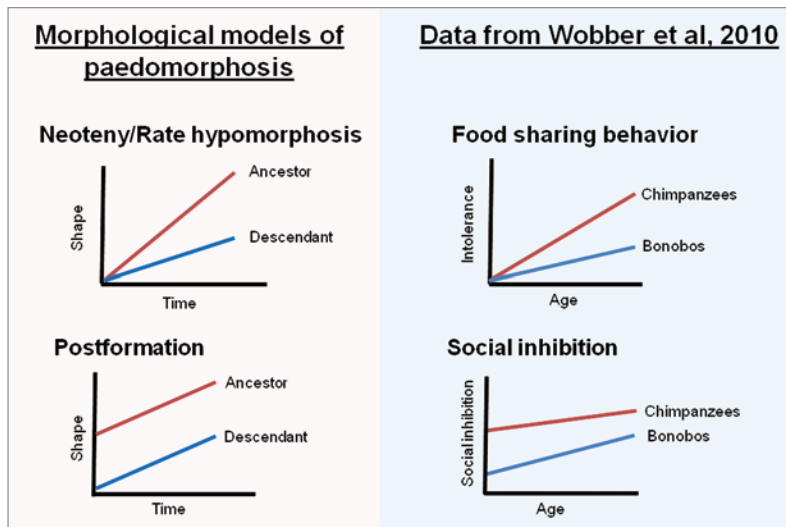 Morphological models of
paedomorphosis
Neoteny/Rate hypomorphosis
Ancestor
Descendant
Shape
Time
Postformation
Ancestor
Descendant
Shape
Time
Data from Wobber et al, 2010
Food sharing behavior
Chimpanzees
Bonobos
Intolerance
Age
Social inhibition
Chimpanzees
Bonobos
Social inhibition
Age